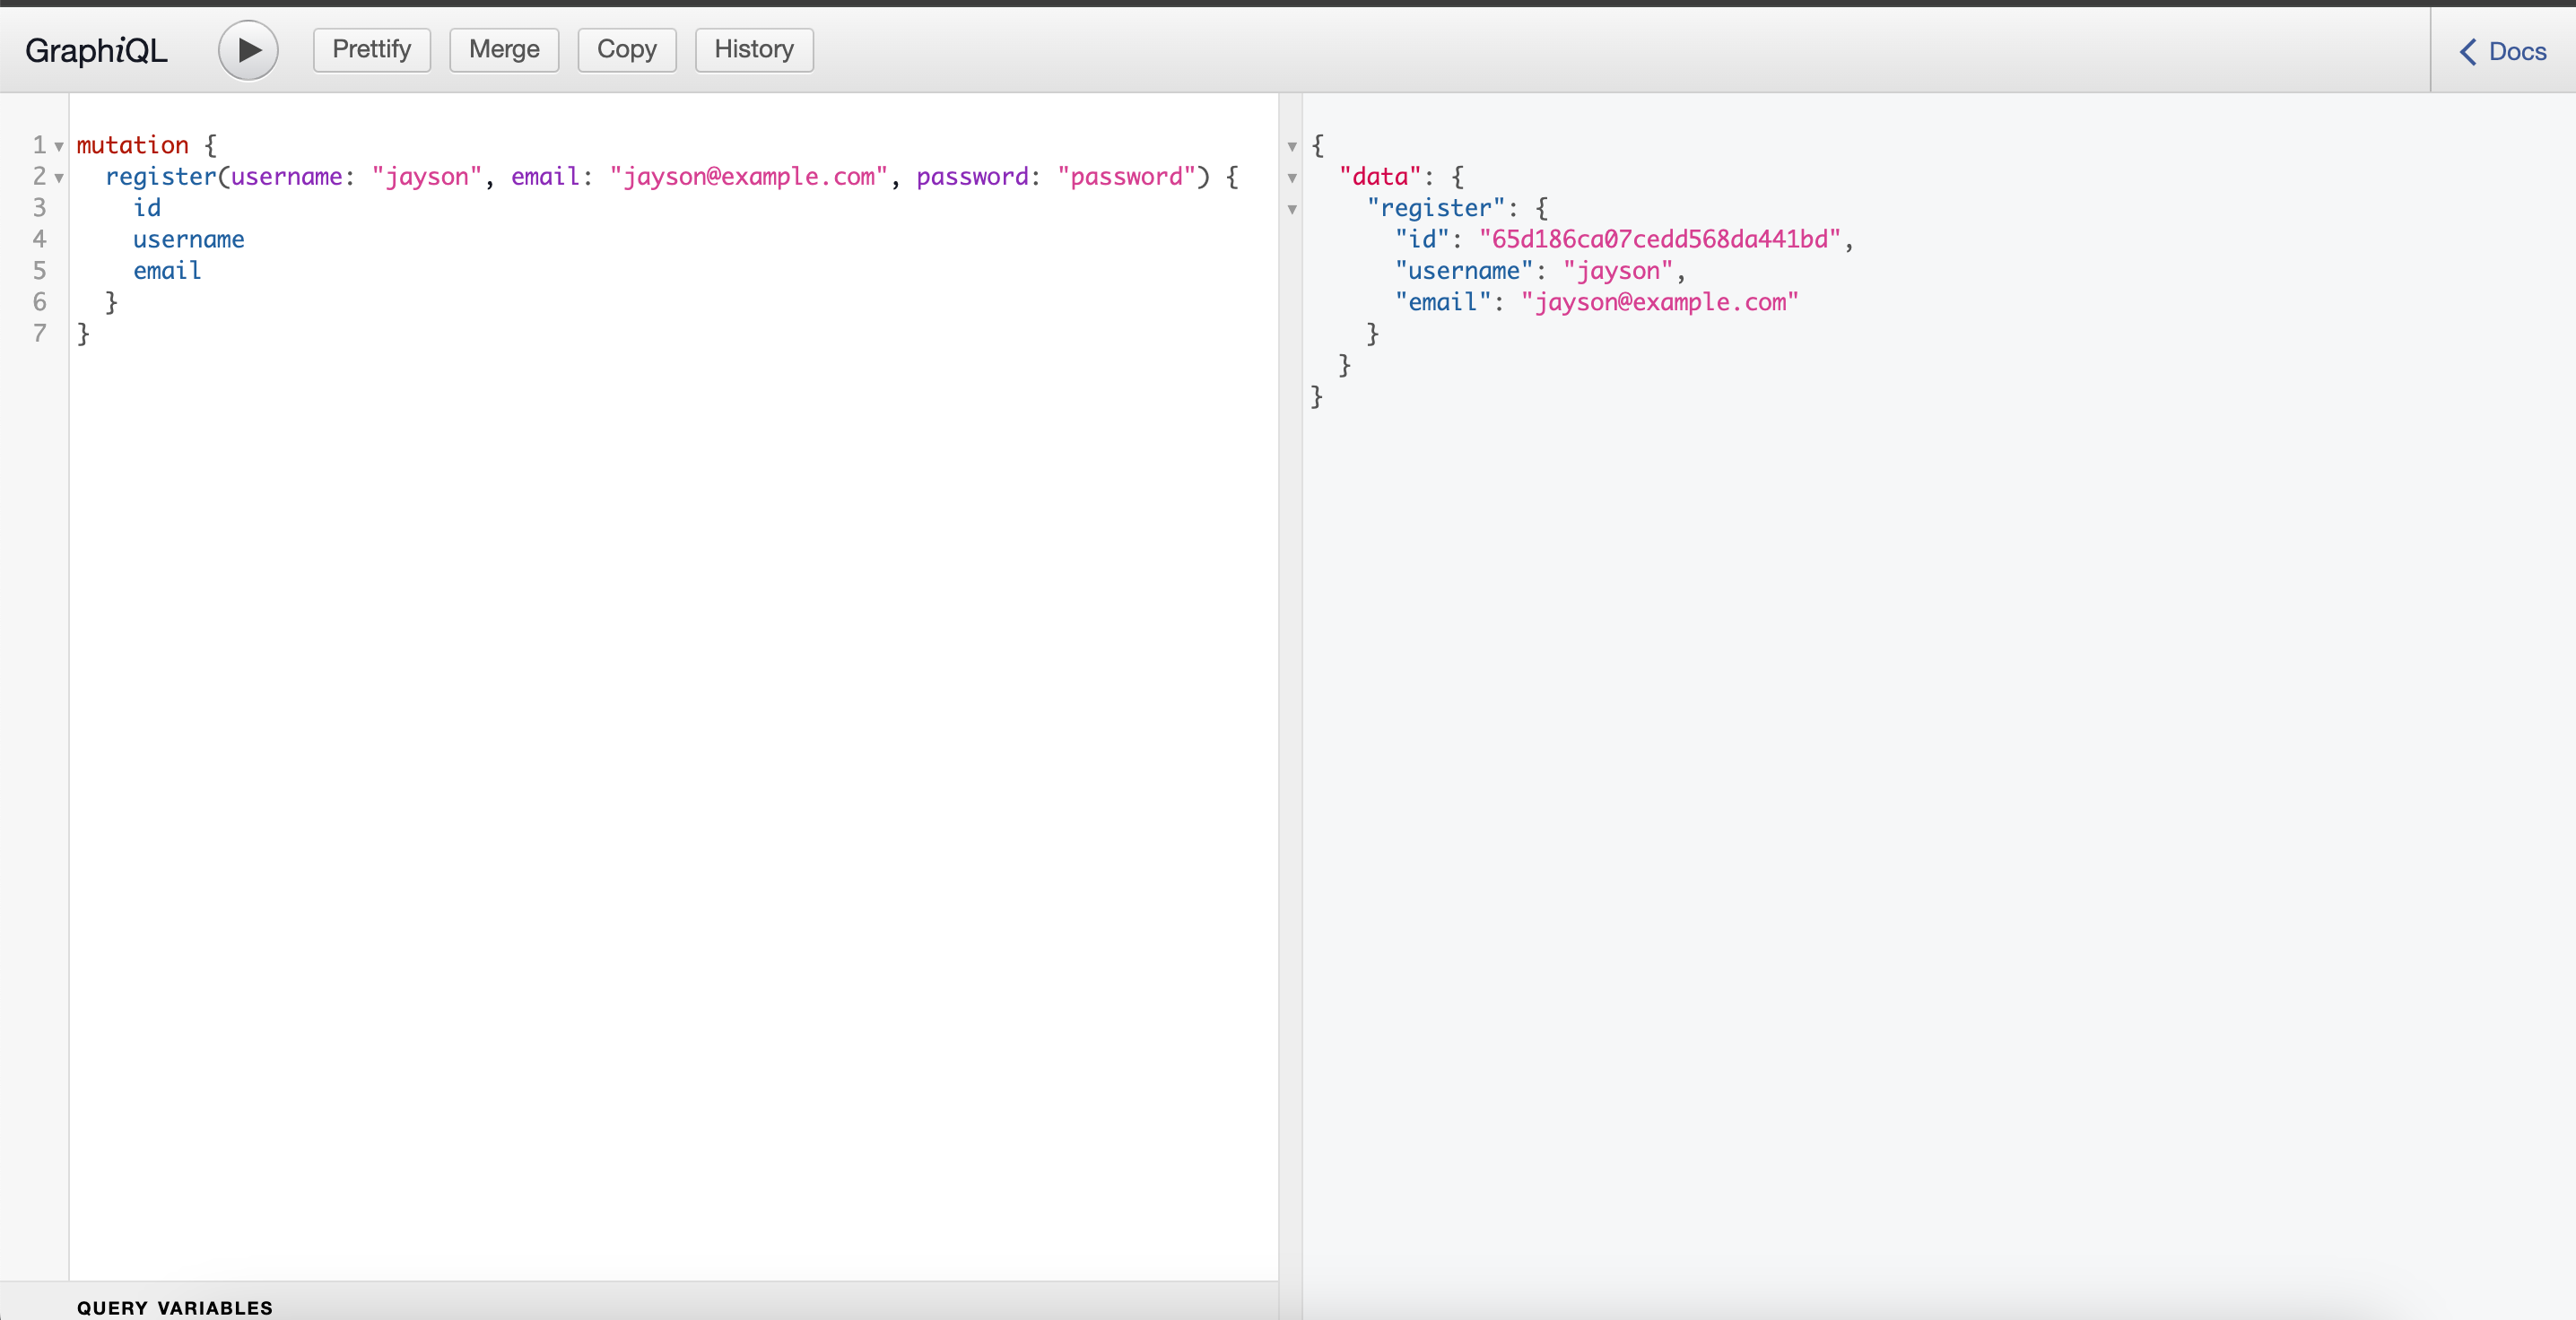 GraphiQL
Prettify
Merge
Copy
History
Docs
1 mutation {
2   register(username: "jayson", email: "jayson@example.com", password: "password") {
3     id
4     username
5     email
6   }
7 }
{
  "data": {
    "register": {
      "id": "65d186ca07cedd568da441bd",
      "username": "jayson",
      "email": "jayson@example.com"
    }
  }
}
QUERY VARIABLES